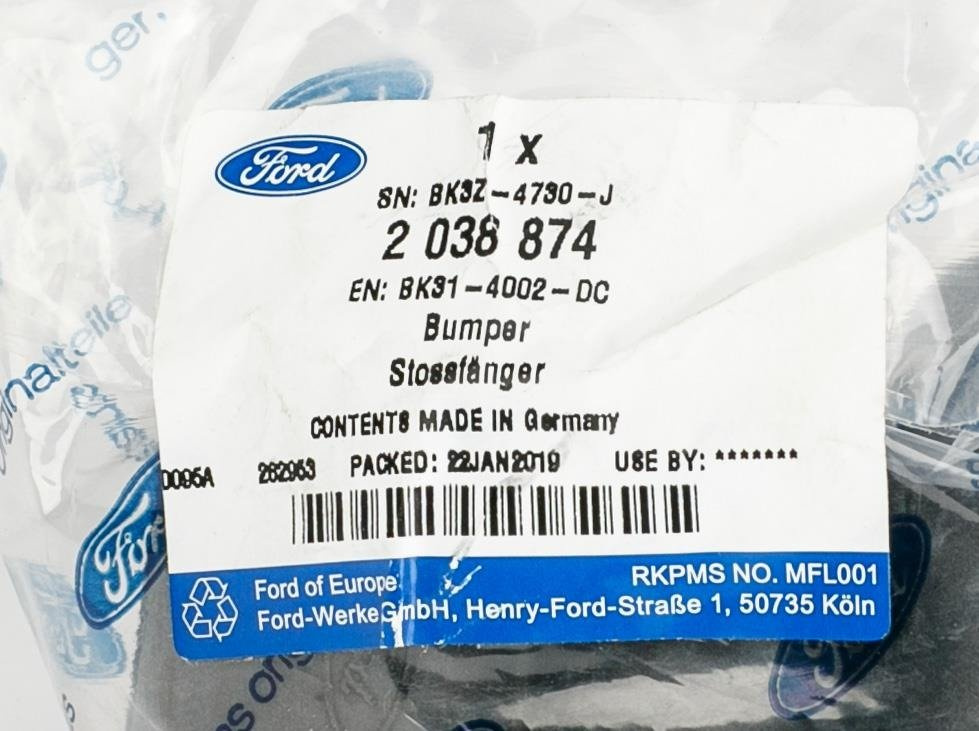 Ford
1 x
SN: BK3Z-4730-J
2 038 874
EN: BK31-4002-DC
Bumper
Stossfänger
CONTENTS MADE IN Germany
0095A 282953 PACKED: 22JAN2019 USE BY: *******
Ford of Europe RKPMS NO. MFL001
Ford-Werke GmbH, Henry-Ford-Straße 1, 50735 Köln
Ford